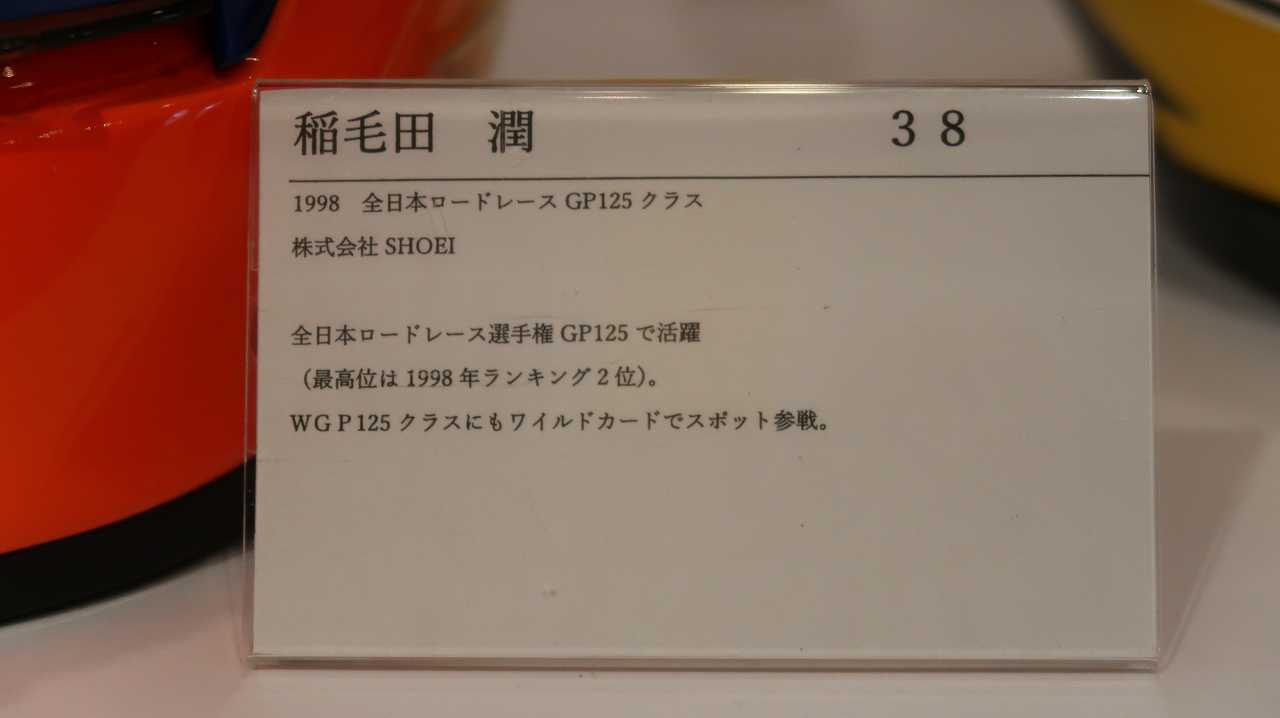 稲毛田　潤　　　　　　　　３８
1998　全日本ロードレース GP125 クラス
株式会社 SHOEI
全日本ロードレース選手権 GP125 で活躍
（最高位は 1998 年ランキング 2 位）。
ＷＧＰ125 クラスにもワイルドカードでスポット参戦。